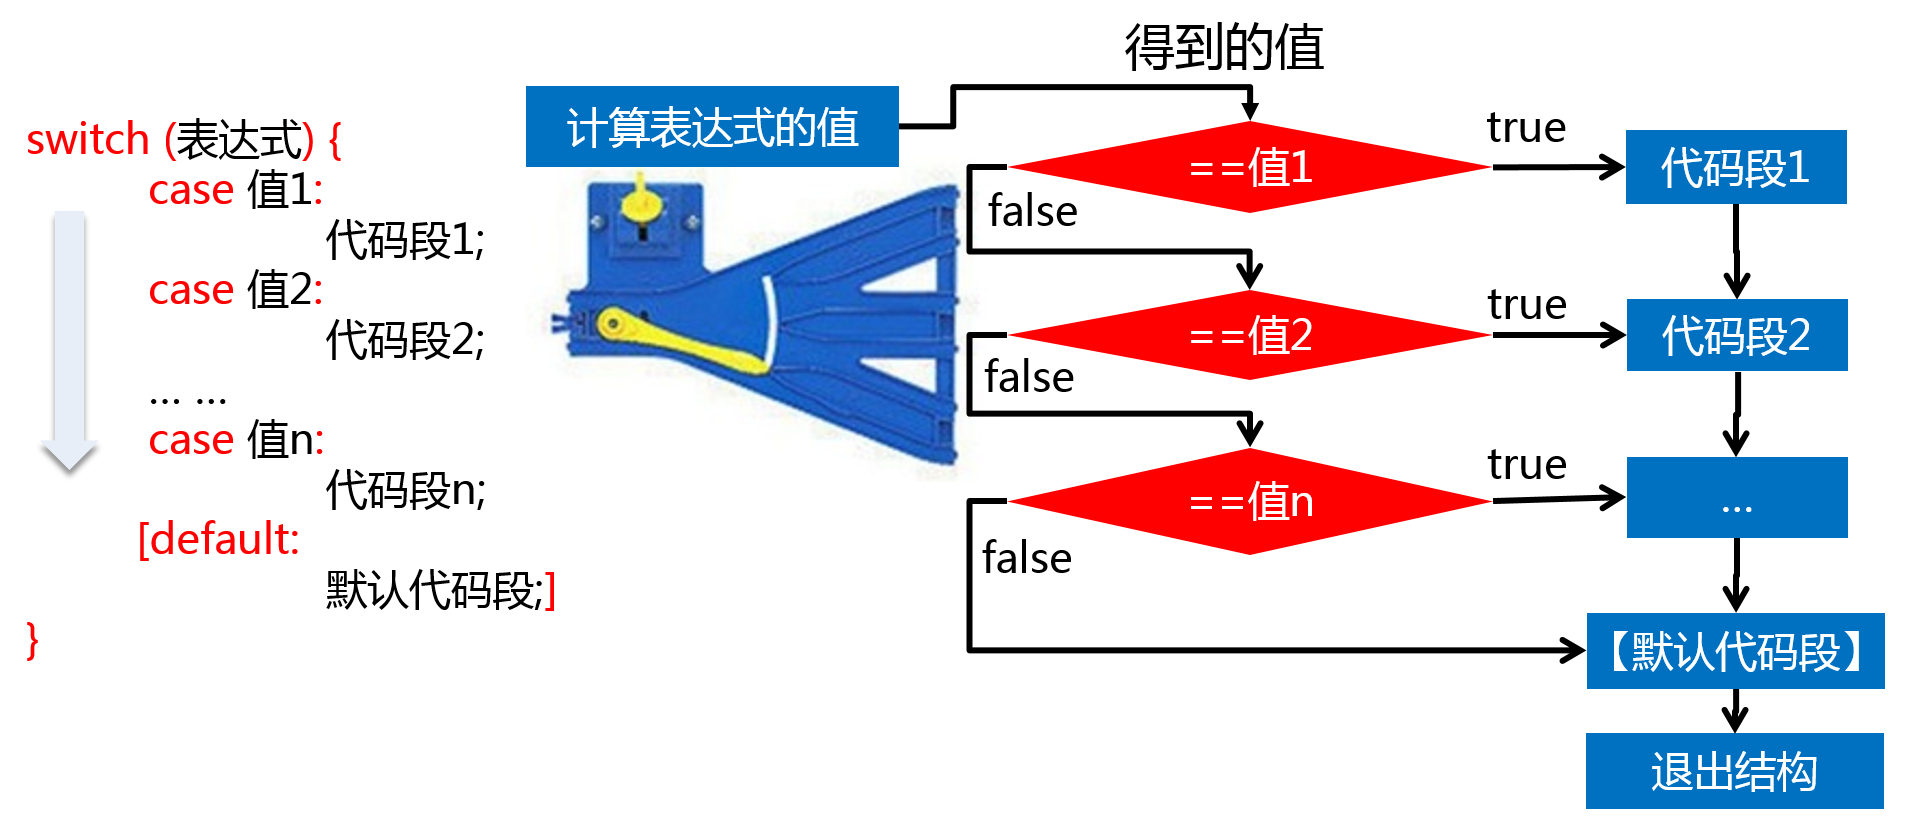 switch (表达式) {
case 值1:
代码段1;
case 值2:
代码段2;
... ...
case 值n:
代码段n;
[default:
默认代码段;]
}
得到的值
计算表达式的值
==值1
true
代码段1
false
==值2
true
代码段2
false
==值n
true
...
false
【默认代码段】
退出结构